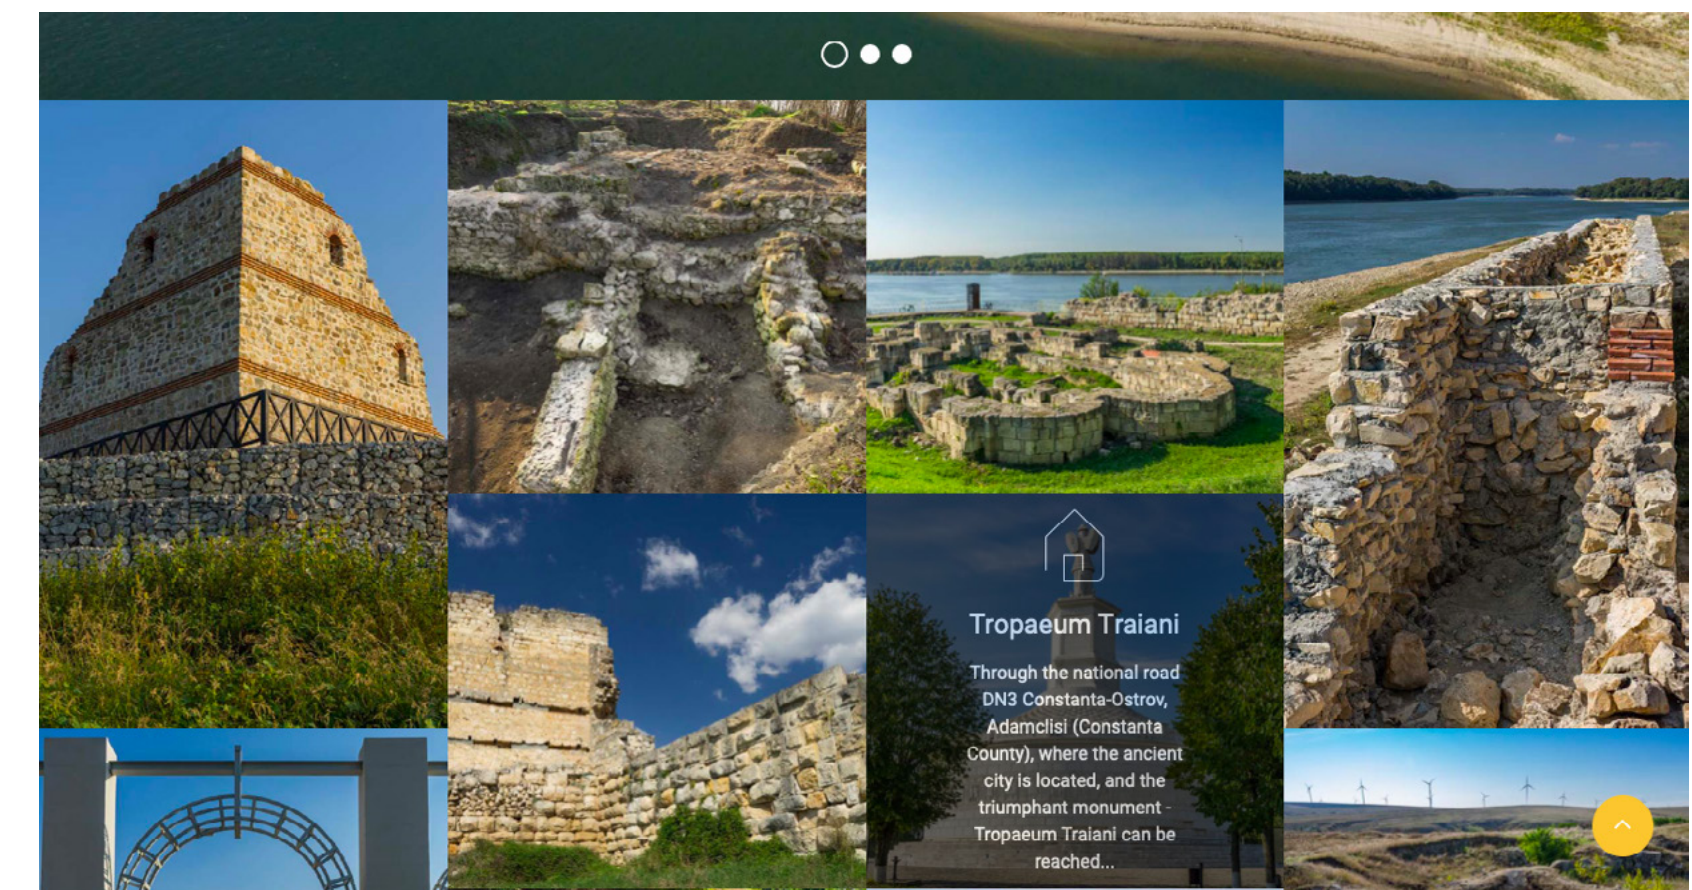 Tropaeum Traiani
Through the national road
DN3 Constanta-Ostrov,
Adamclisi (Constanta
County), where the ancient
city is located, and the
triumphant monument -
Tropaeum Traiani can be
reached...